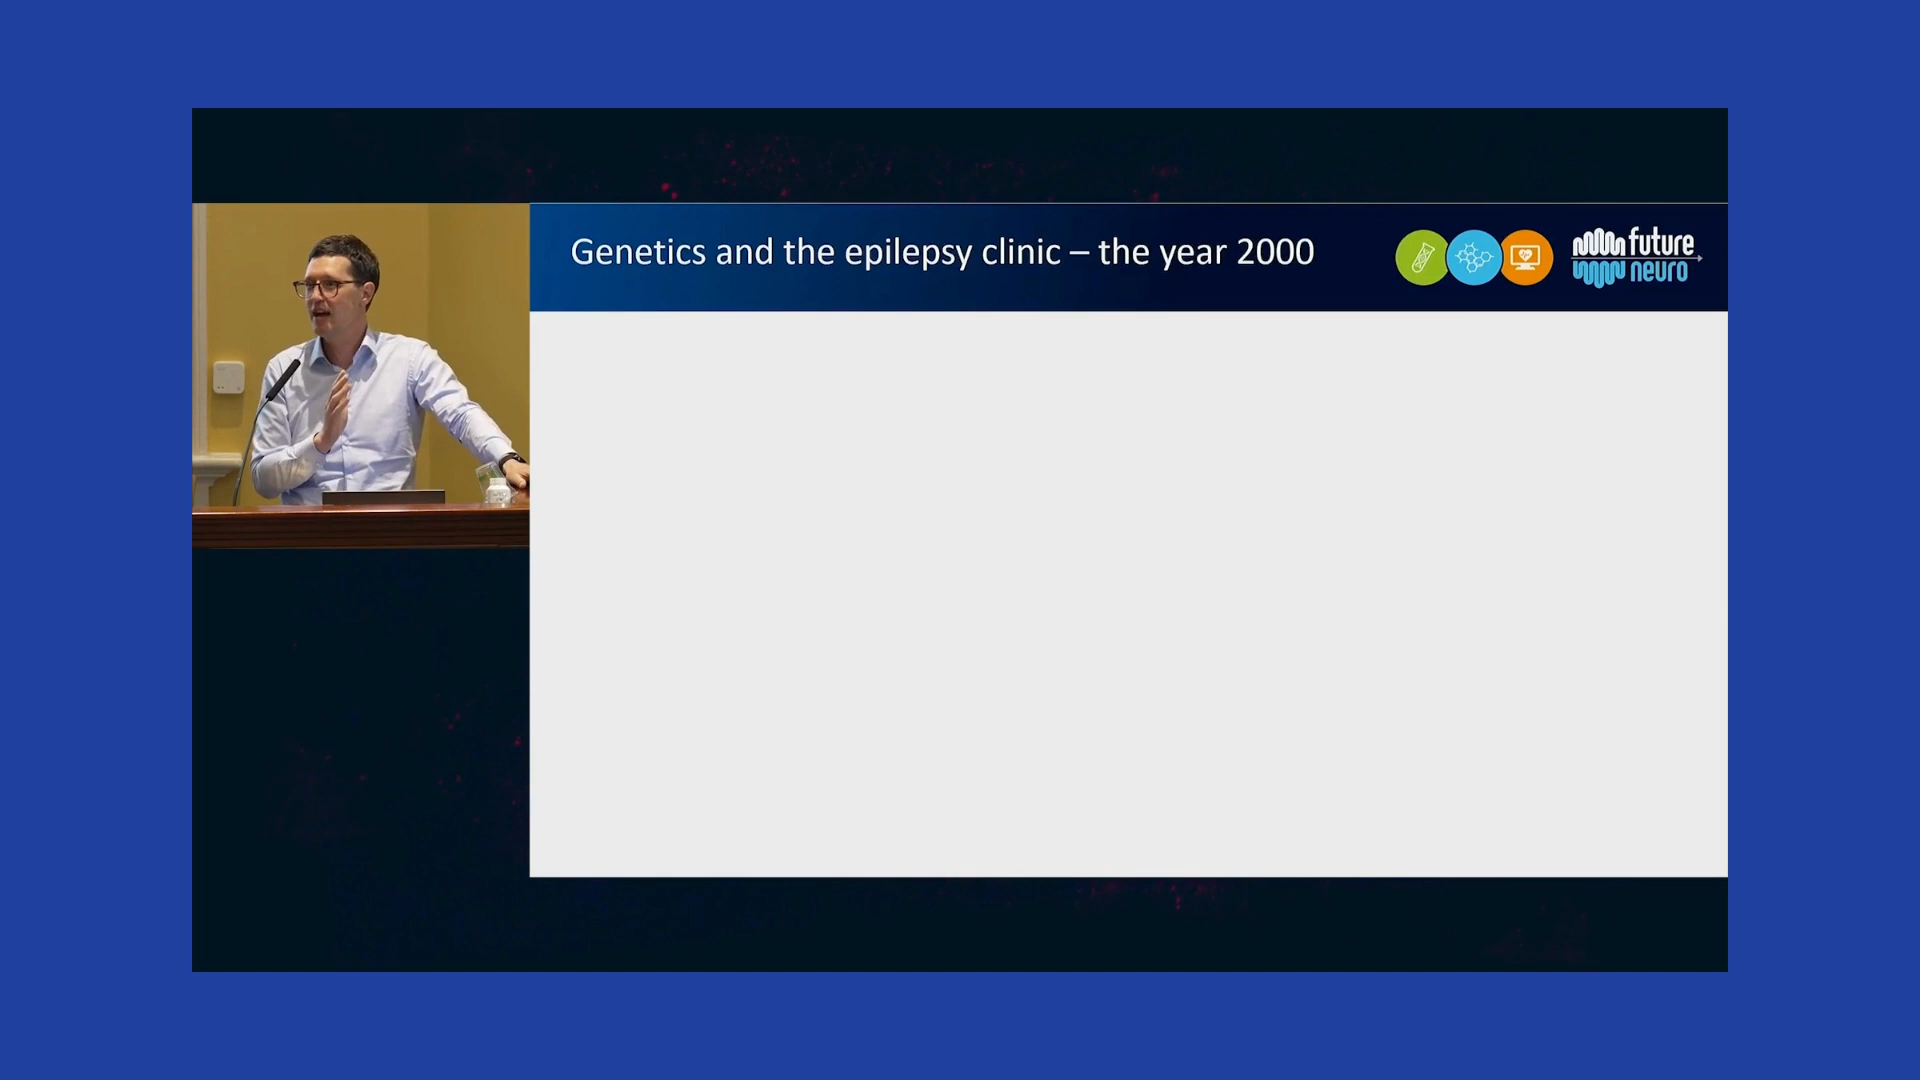 Genetics and the epilepsy clinic – the year 2000
future
neuro